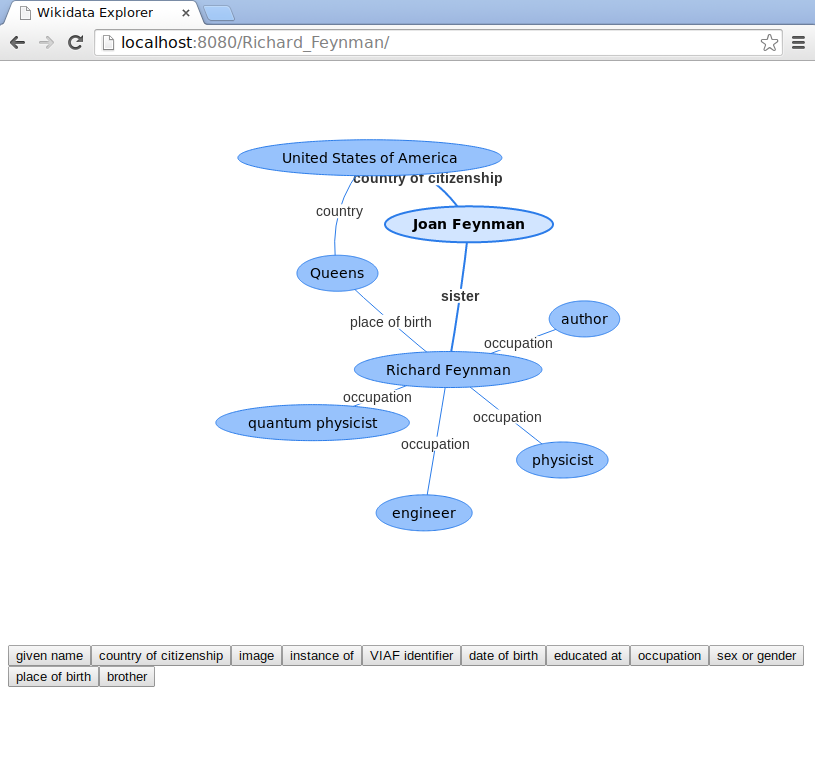 Wikidata Explorer
localhost:8080/Richard_Feynman/
United States of America
country of citizenship
country
Joan Feynman
Queens
sister
author
place of birth
occupation
Richard Feynman
occupation
quantum physicist
occupation
occupation
physicist
engineer
given name country of citizenship image instance of VIAF identifier date of birth educated at occupation sex or gender
place of birth brother